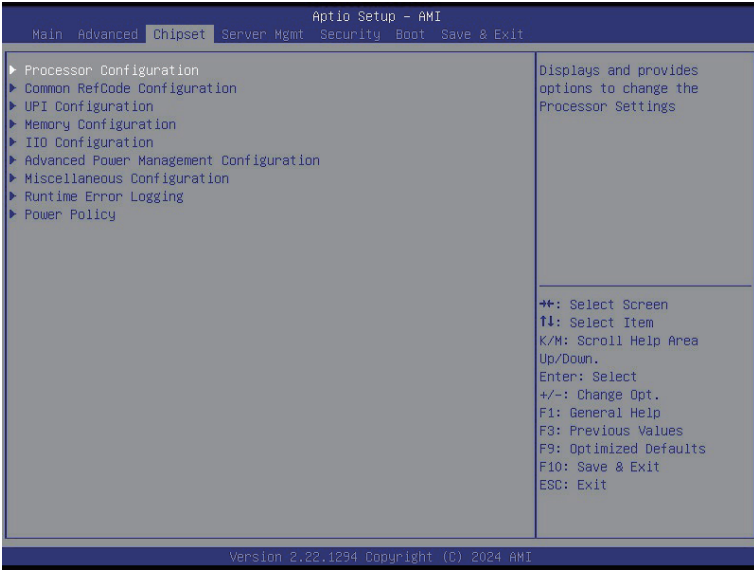 Aptio Setup - AMI
Main Advanced Chipset Server Mgmt Security Boot Save & Exit
Processor Configuration
Common RefCode Configuration
UPI Configuration
Memory Configuration
IIO Configuration
Advanced Power Management Configuration
Miscellaneous Configuration
Runtime Error Logging
Power Policy
Displays and provides
options to change the
Processor Settings
→←: Select Screen
↑↓: Select Item
K/M: Scroll Help Area
Up/Down.
Enter: Select
+/-: Change Opt.
F1: General Help
F3: Previous Values
F9: Optimized Defaults
F10: Save & Exit
ESC: Exit
Version 2.22.1294 Copyright (C) 2024 AMI